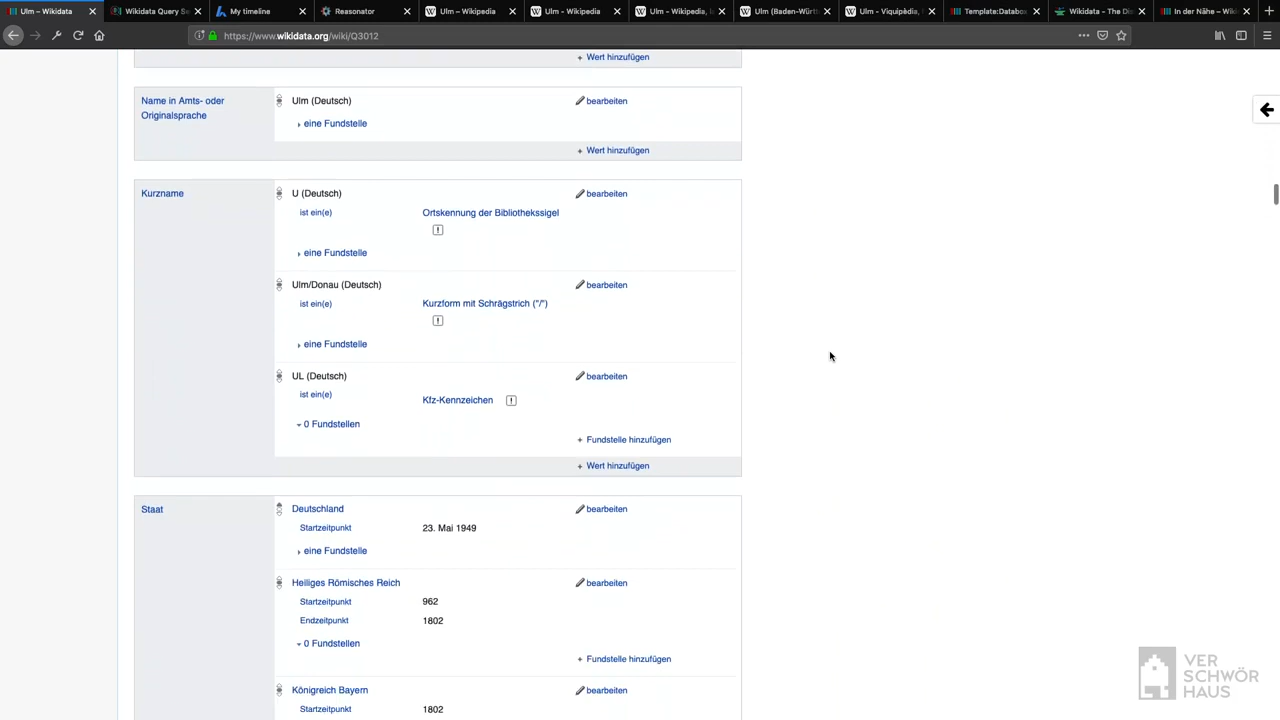 Ulm – Wikidata
Wikidata Query Se
My timeline
Reasonator
Ulm – Wikipedia
Ulm - Wikipedia
Ulm - Wikipedia,
Ulm (Baden-Würt
Ulm - Viquipèdia, l
Template:Databo
Wikidata - The Di
In der Nähe – Wik
https://www.wikidata.org/wiki/Q3012
+ Wert hinzufügen
Name in Amts- oder
Originalsprache
Ulm (Deutsch)
bearbeiten
eine Fundstelle
+ Wert hinzufügen
Kurzname
U (Deutsch)
bearbeiten
ist ein(e)
Ortskennung der Bibliothekssigel
eine Fundstelle
Ulm/Donau (Deutsch)
bearbeiten
ist ein(e)
Kurzform mit Schrägstrich ("/")
eine Fundstelle
UL (Deutsch)
bearbeiten
ist ein(e)
Kfz-Kennzeichen
0 Fundstellen
+ Fundstelle hinzufügen
+ Wert hinzufügen
Staat
Deutschland
bearbeiten
Startzeitpunkt
23. Mai 1949
eine Fundstelle
Heiliges Römisches Reich
bearbeiten
Startzeitpunkt
962
Endzeitpunkt
1802
0 Fundstellen
+ Fundstelle hinzufügen
Königreich Bayern
bearbeiten
Startzeitpunkt
1802
VER
SCHWÖR
HAUS